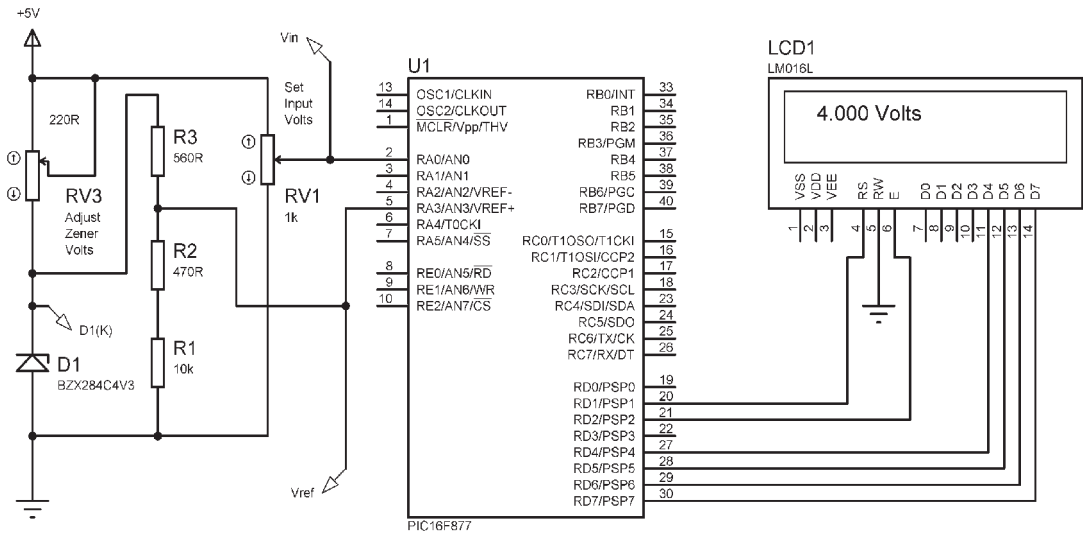 +5V
Vin
220R
RV3
Adjust
Zener
Volts
D1(K)
D1
BZX284C4V3
R3
560R
R2
470R
R1
10k
Set
Input
Volts
RV1
1k
Vref
U1
13 OSC1/CLKIN
14 OSC2/CLKOUT
1 MCLR/Vpp/THV
2 RA0/AN0
3 RA1/AN1
4 RA2/AN2/VREF-
5 RA3/AN3/VREF+
6 RA4/T0CKI
7 RA5/AN4/SS
8 RE0/AN5/RD
9 RE1/AN6/WR
10 RE2/AN7/CS
RB0/INT 33
RB1 34
RB2 35
RB3/PGM 36
RB4 37
RB5 38
RB6/PGC 39
RB7/PGD 40
RC0/T1OSO/T1CKI 15
RC1/T1OSI/CCP2 16
RC2/CCP1 17
RC3/SCK/SCL 18
RC4/SDI/SDA 23
RC5/SDO 24
RC6/TX/CK 25
RC7/RX/DT 26
RD0/PSP0 19
RD1/PSP1 20
RD2/PSP2 21
RD3/PSP3 22
RD4/PSP4 27
RD5/PSP5 28
RD6/PSP6 29
RD7/PSP7 30
PIC16F877
LCD1
LM016L
4.000 Volts
VSS VDD VEE RS RW E D0 D1 D2 D3 D4 D5 D6 D7
1 2 3 4 5 6 7 8 9 10 11 12 13 14